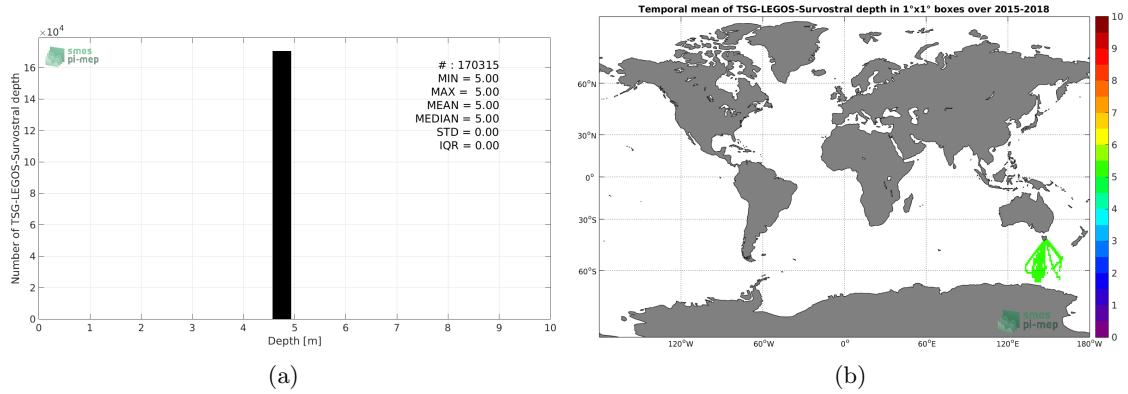 ×10⁴
smos
pi-mep
# : 170315
MIN = 5.00
MAX = 5.00
MEAN = 5.00
MEDIAN = 5.00
STD = 0.00
IQR = 0.00
16
14
12
10
8
6
4
2
0
Number of TSG-LEGOS-Survostral depth
0 1 2 3 4 5 6 7 8 9 10
Depth [m]
(a)
Temporal mean of TSG-LEGOS-Survostral depth in 1°x1° boxes over 2015-2018
60°N
30°N
0°
30°S
60°S
120°W 60°W 0° 60°E 120°E 180°W
smos
pi-mep
10
9
8
7
6
5
4
3
2
1
0
(b)